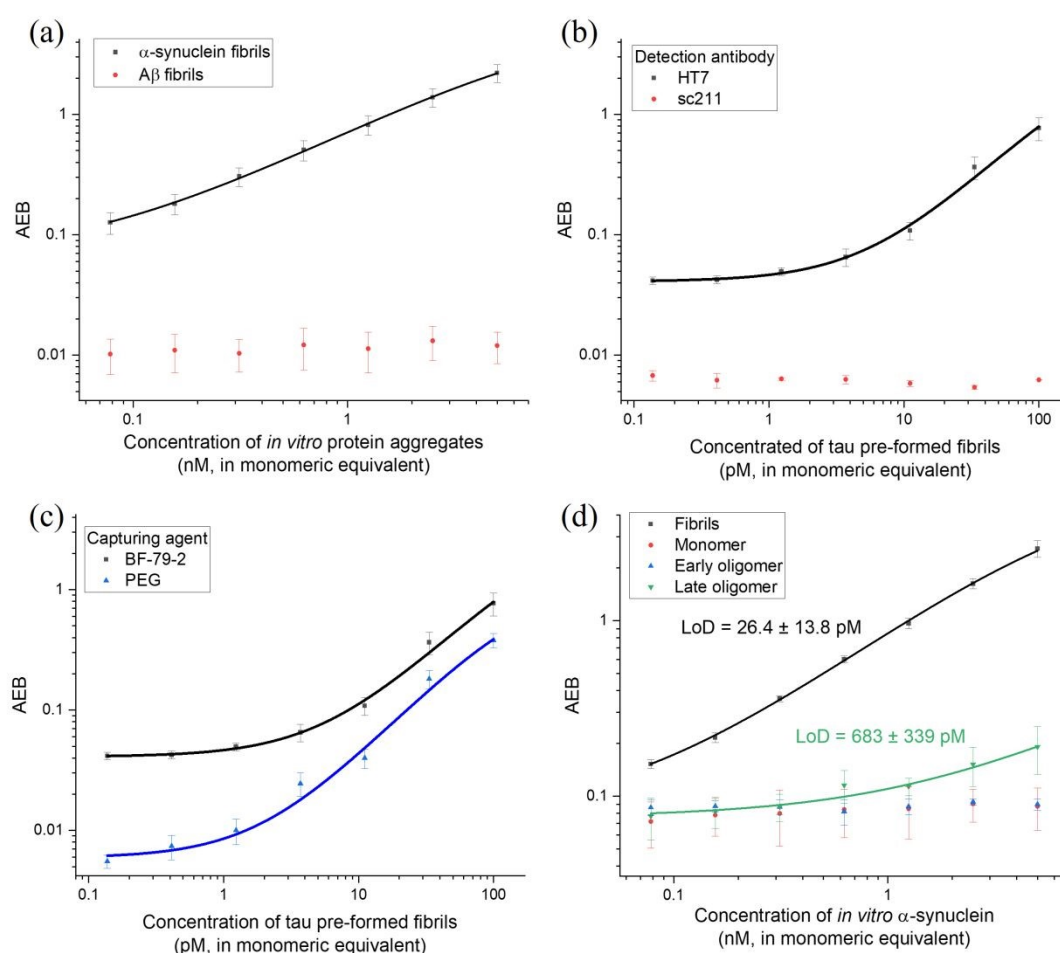 (a)
α-synuclein fibrils
Aβ fibrils
AEB
1
0.1
0.01
0.1
1
Concentration of in vitro protein aggregates
(nM, in monomeric equivalent)
(b)
Detection antibody
HT7
sc211
AEB
1
0.1
0.01
0.1
1
10
100
Concentrated of tau pre-formed fibrils
(pM, in monomeric equivalent)
(c)
Capturing agent
BF-79-2
PEG
AEB
1
0.1
0.01
0.1
1
10
100
Concentration of tau pre-formed fibrils
(pM, in monomeric equivalent)
(d)
Fibrils
Monomer
Early oligomer
Late oligomer
LoD = 26.4 ± 13.8 pM
LoD = 683 ± 339 pM
AEB
1
0.1
0.1
1
Concentration of in vitro α-synuclein
(nM, in monomeric equivalent)